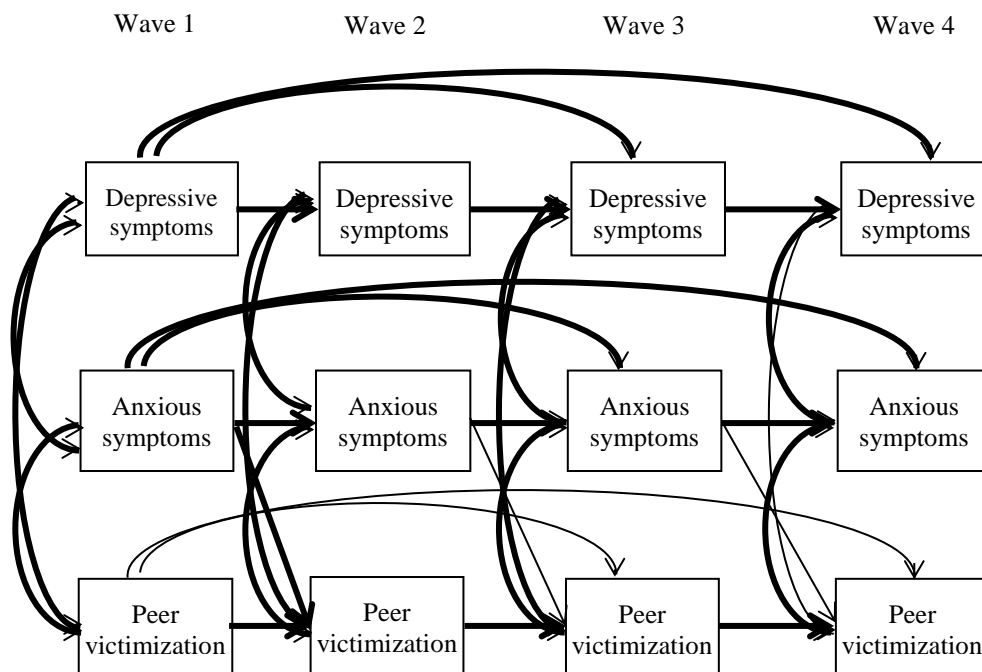 Wave 1 Wave 2 Wave 3 Wave 4
Depressive Depressive Depressive Depressive
symptoms symptoms symptoms symptoms
Anxious Anxious Anxious Anxious
symptoms symptoms symptoms symptoms
Peer Peer Peer Peer
victimization victimization victimization victimization